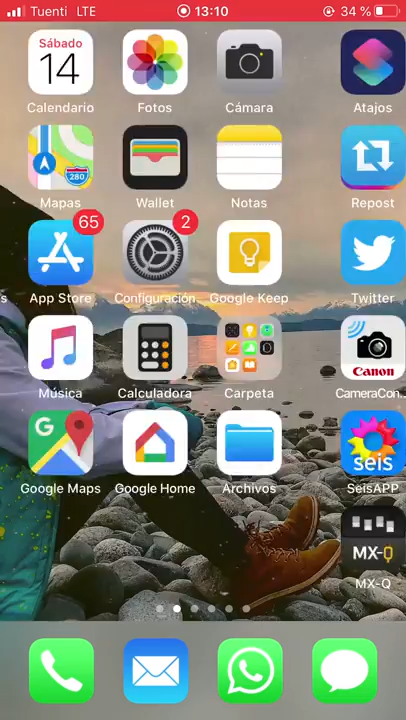 Tuenti LTE 13:10 34 %
Sábado
14
Calendario Fotos Cámara Atajos
280
Mapas Wallet Notas Repost
65 2
's App Store Configuración... Google Keep Twitter
Canon
Música Calculadora Carpeta CameraCon...
G seis
Google Maps Google Home Archivos SeisAPP
MX-Q
MX-Q